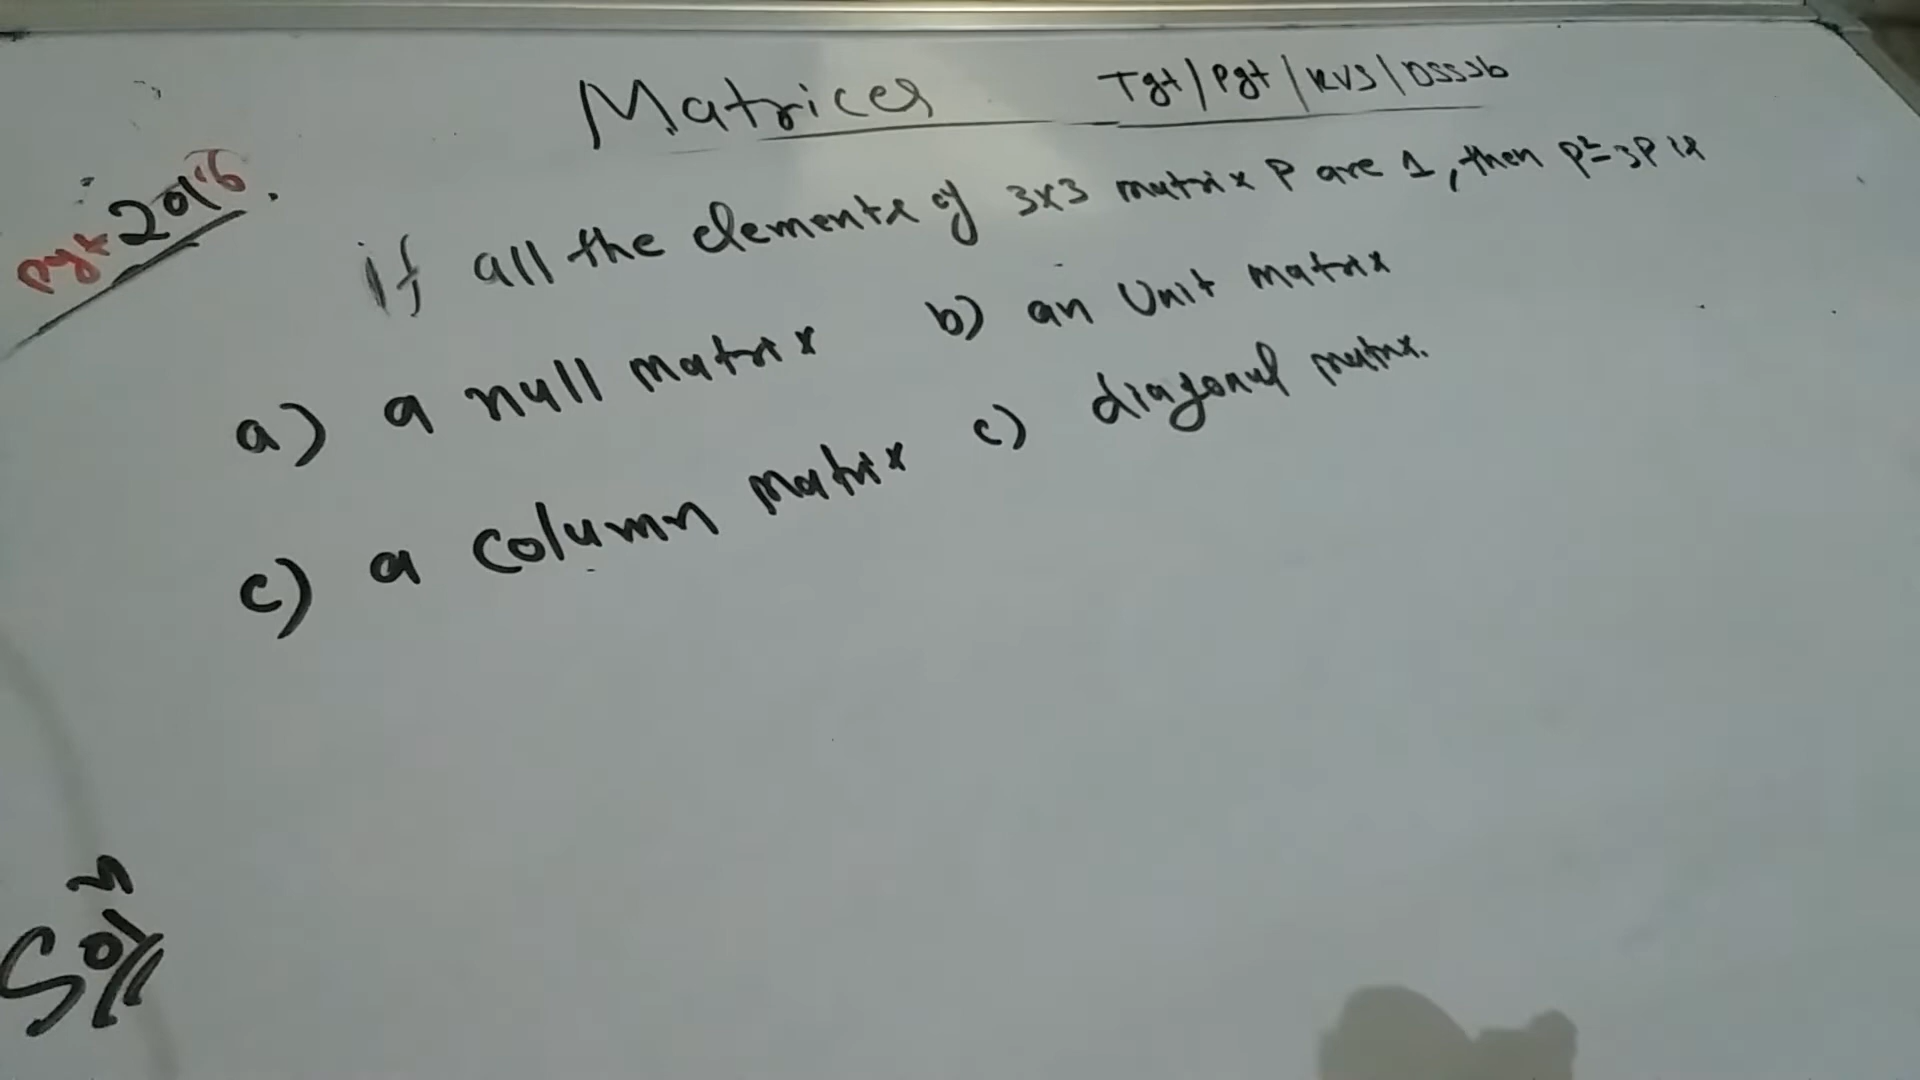 Matrices Tgt/Pgt/KVS/DSSSb
Pgt 2016.
if all the elements of 3x3 matrix P are 1, then P²-3P is
a) a null matrix b) an Unit matrix
c) a column matrix c) diagonal matrix.
Soln